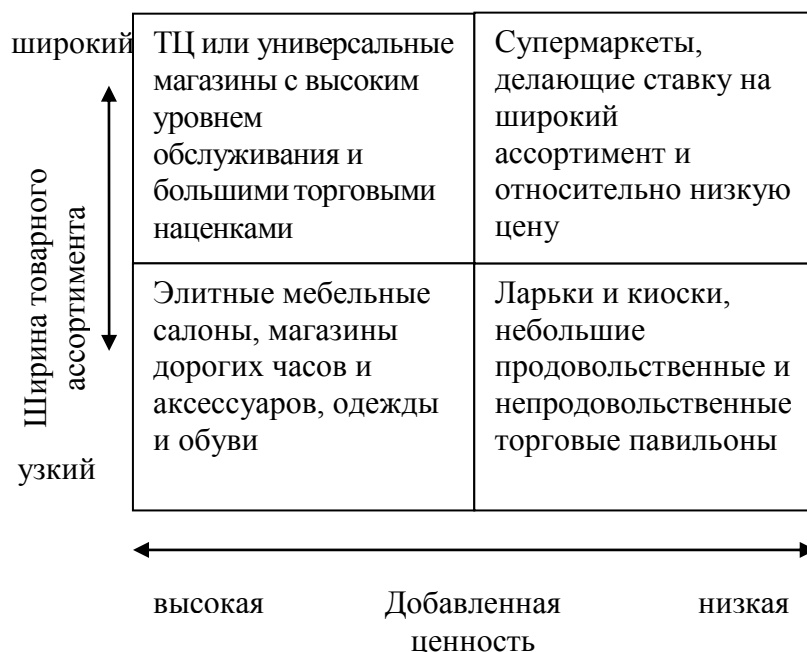 широкий
ТЦ или универсальные
магазины с высоким
уровнем
обслуживания и
большими торговыми
наценками
Супермаркеты,
делающие ставку на
широкий
ассортимент и
относительно низкую
цену
Ширина товарного
ассортимента
Элитные мебельные
салоны, магазины
дорогих часов и
аксессуаров, одежды
и обуви
Ларьки и киоски,
небольшие
продовольственные и
непродовольственные
торговые павильоны
узкий
высокая
Добавленная
ценность
низкая